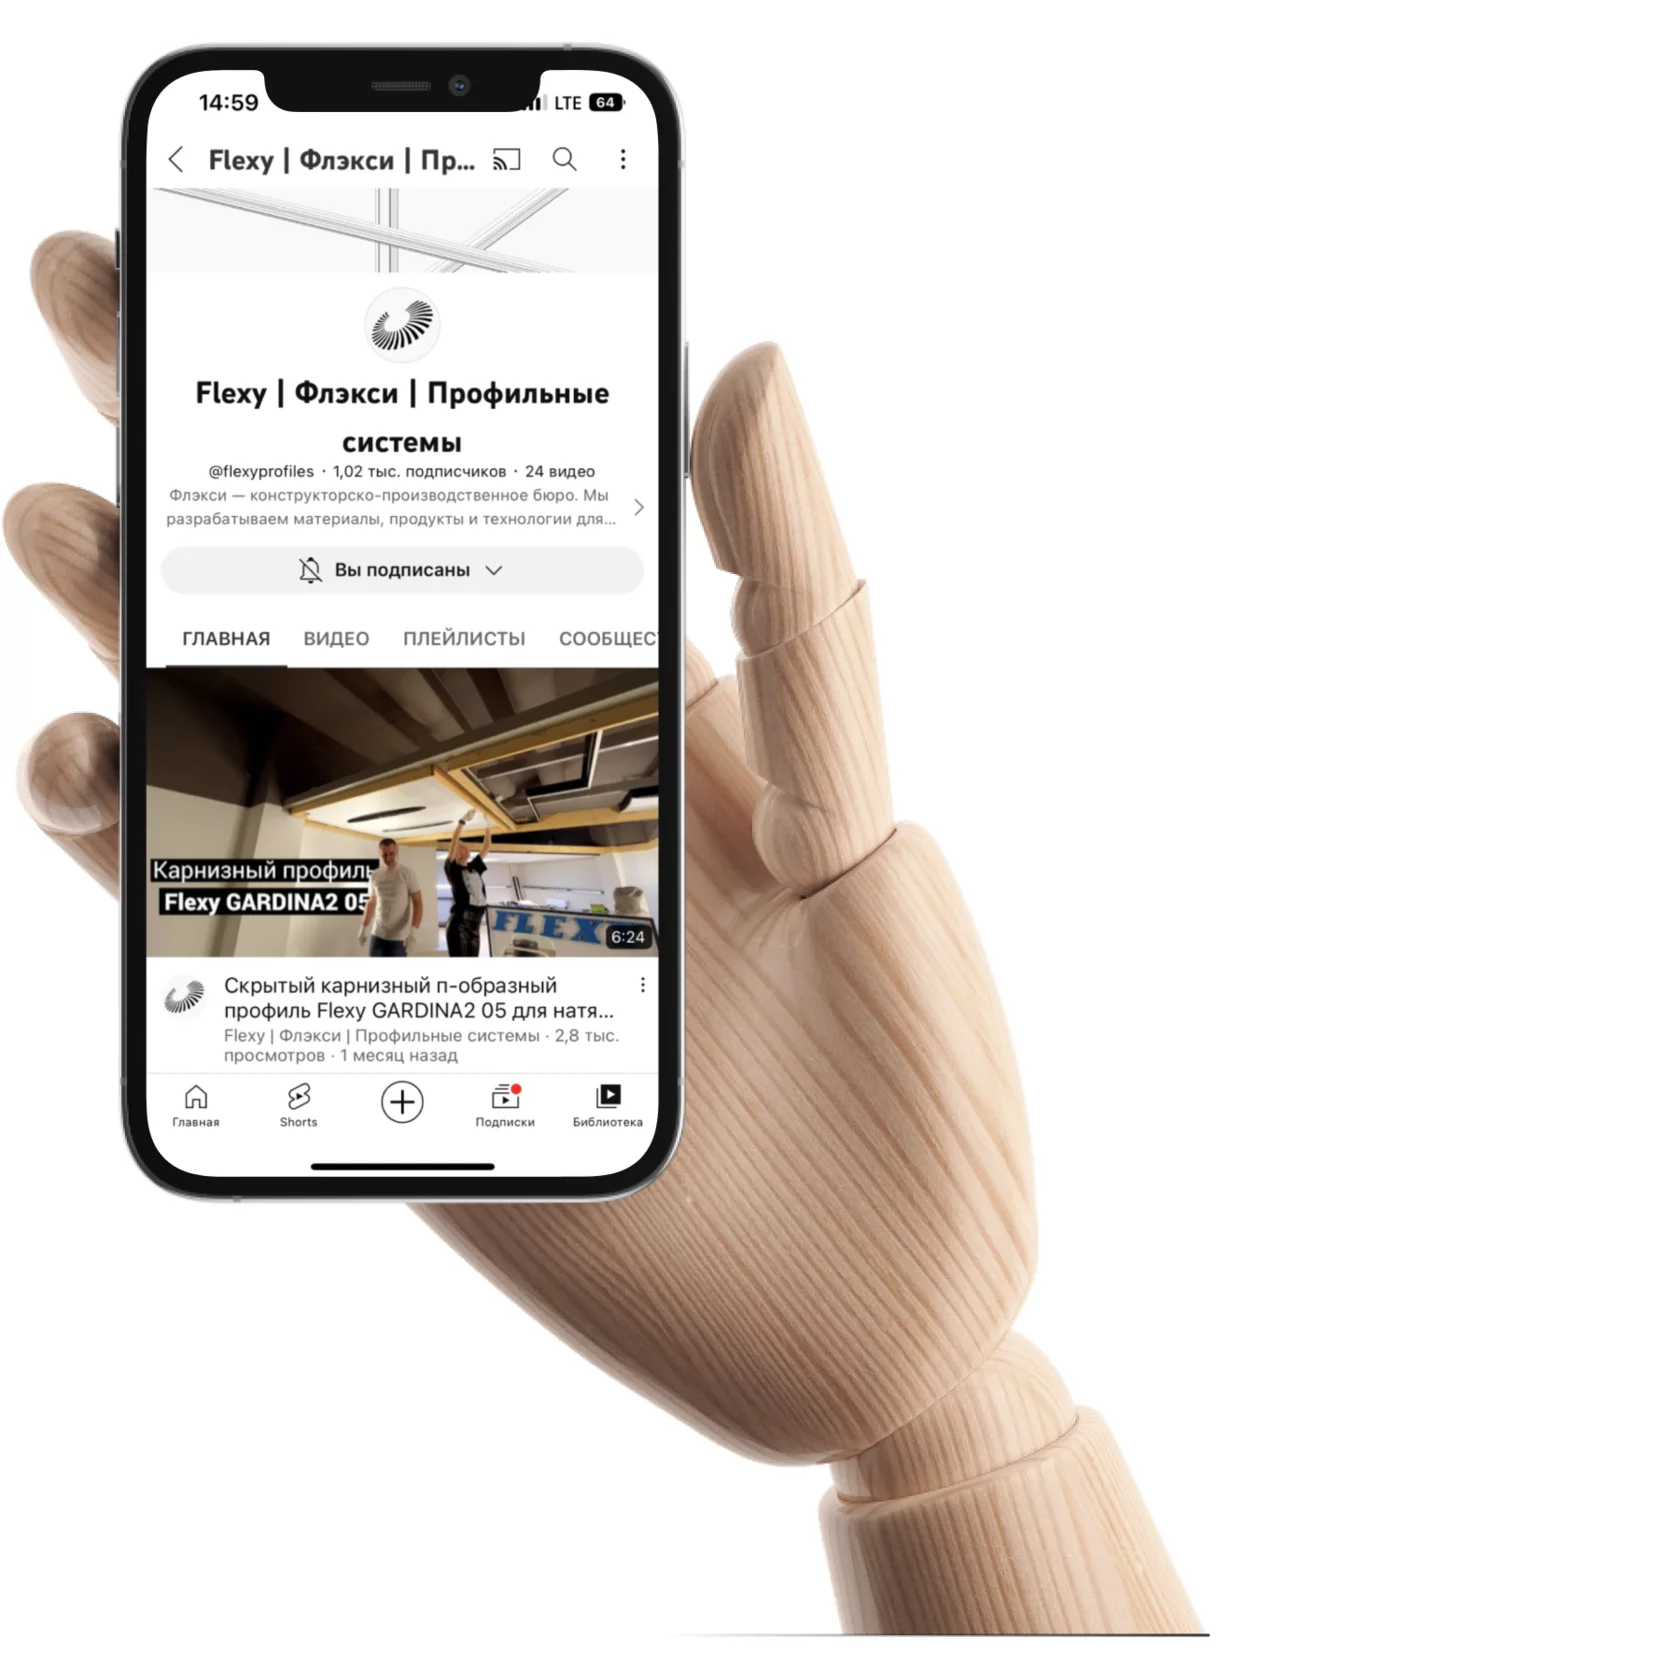 14:59 LTE 64
Flexy | Флэкси | Пр...
Flexy | Флэкси | Профильные
системы
@flexyprofiles · 1,02 тыс. подписчиков · 24 видео
Флэкси — конструкторско-производственное бюро. Мы
разрабатываем материалы, продукты и технологии для...
Вы подписаны
ГЛАВНАЯ ВИДЕО ПЛЕЙЛИСТЫ СООБЩЕСТ
Карнизный профиль
Flexy GARDINA2 05
FLEXY
6:24
Скрытый карнизный п-образный
профиль Flexy GARDINA2 05 для натя...
Flexy | Флэкси | Профильные системы · 2,8 тыс.
просмотров · 1 месяц назад
Главная Shorts Подписки Библиотека